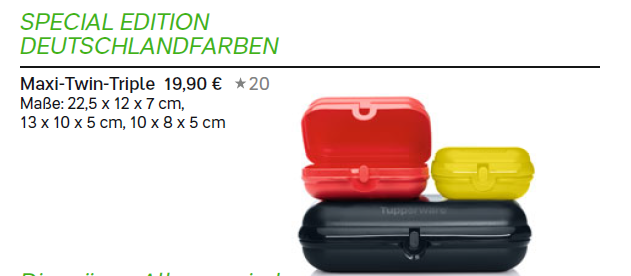 SPECIAL EDITION
DEUTSCHLANDFARBEN
Maxi-Twin-Triple 19,90 € ★20
Maße: 22,5 x 12 x 7 cm,
13 x 10 x 5 cm, 10 x 8 x 5 cm
Tupperware